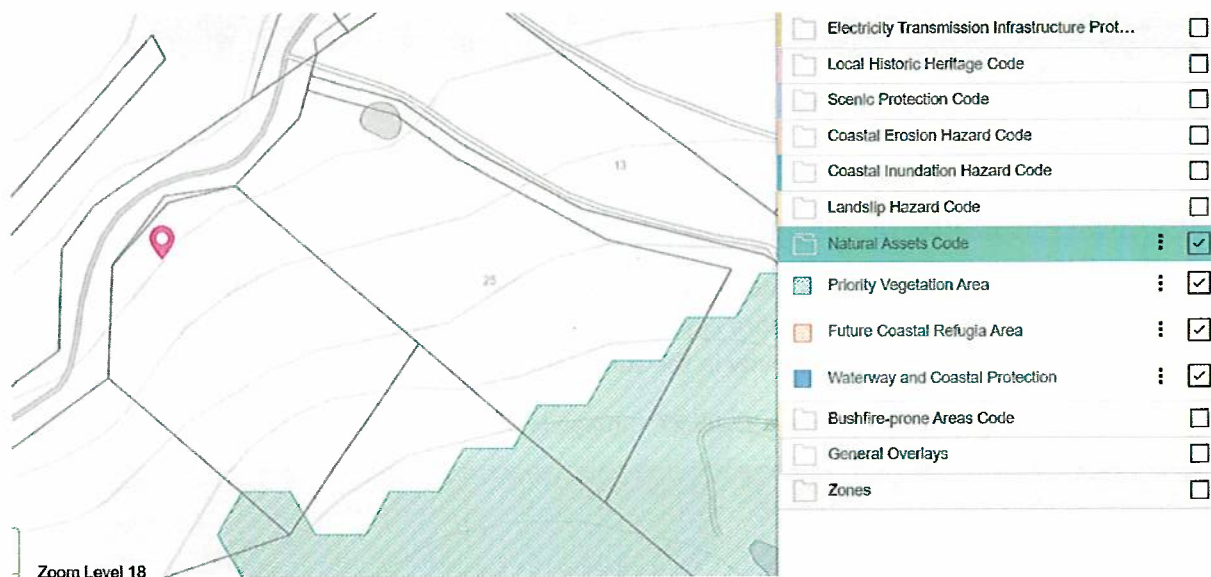 Electricity Transmission Infrastructure Prot...
Local Historic Heritage Code
Scenic Protection Code
Coastal Erosion Hazard Code
Coastal Inundation Hazard Code
Landslip Hazard Code
Natural Assets Code
Priority Vegetation Area
Future Coastal Refugia Area
Waterway and Coastal Protection
Bushfire-prone Areas Code
General Overlays
Zones
13
25
Zoom Level 18